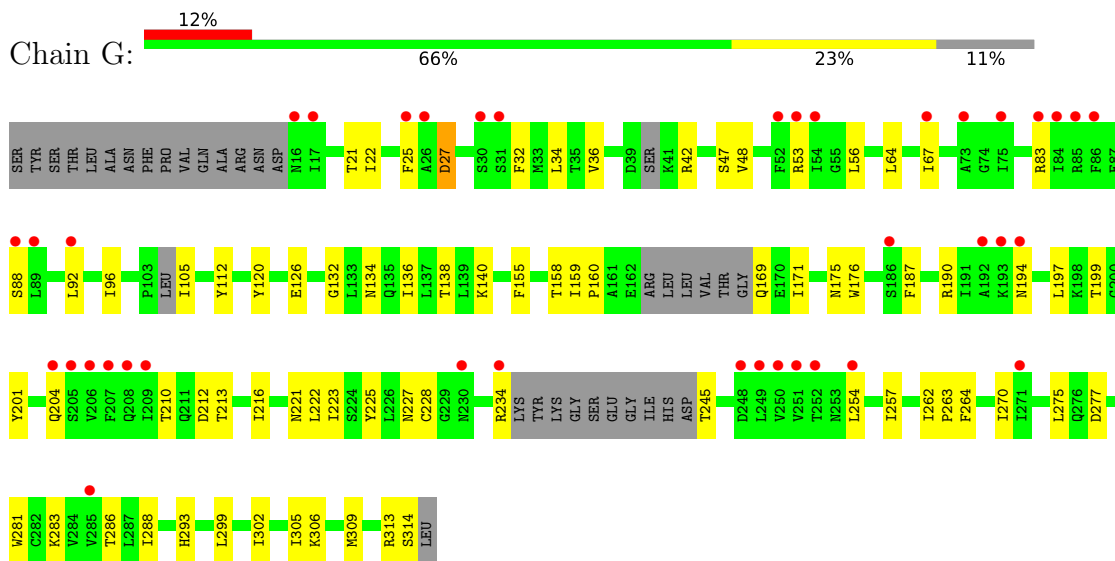 12%
Chain G:
66% 23% 11%
SER TYR SER THR LEU ALA ASN PHE PRO VAL GLN ALA ARG ASN ASP N16 I17 T21 I22 F25 A26 D27 S30 S31 F32 M33 L34 T35 V36 D39 SER K41 R42 S47 V48 F52 R53 I54 G55 L56 L64 I67 A73 G74 I75 R83 I84 R85 F86 E87
S88 L89 L92 I96 P103 LEU I105 Y112 Y120 E126 G132 L133 N134 Q135 I136 L137 T138 L139 K140 F155 T158 I159 P160 A161 E162 ARG LEU LEU VAL THR GLY Q169 E170 I171 N175 W176 S186 F187 R190 I191 A192 K193 N194 L197 K198 T199 G200
Y201 Q204 S205 V206 F207 Q208 I209 T210 Q211 D212 T213 I216 N221 L222 I223 S224 Y225 L226 N227 C228 G229 N230 R234 LYS TYR LYS GLY SER GLU GLY ILE HIS ASP T245 D248 L249 V250 V251 T252 N253 L254 I257 I262 P263 F264 I270 I271 L275 Q276 D277
W281 C282 K283 V284 V285 T286 L287 I288 H293 L299 I302 I305 K306 M309 R313 S314 LEU